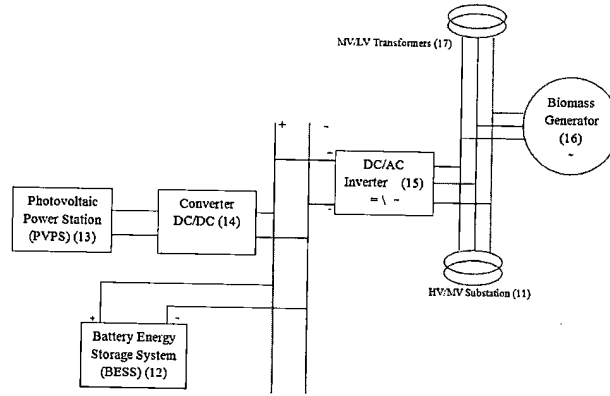 MV/LV Transformers (17)
Biomass
Generator
(16)
~
+
-
-
DC/AC
Inverter (15)
= \ ~
-
Photovoltaic
Power Station
(PVPS) (13)
Converter
DC/DC (14)
HV/MV Substation (11)
+
-
Battery Energy
Storage System
(BESS) (12)